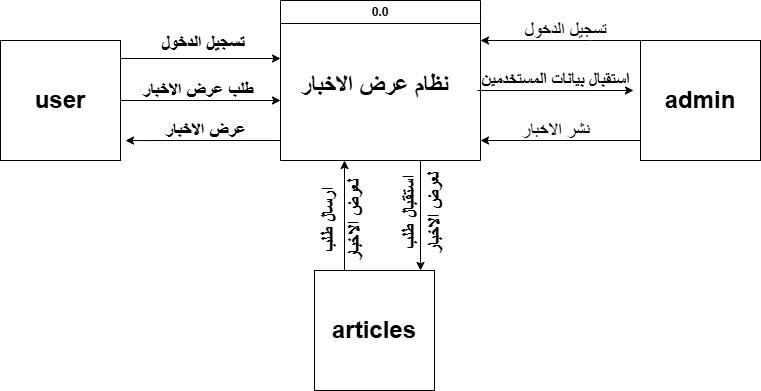 0.0
نظام عرض الاخبار
user
تسجيل الدخول
طلب عرض الاخبار
عرض الاخبار
تسجيل الدخول
استقبال بيانات المستخدمين
نشر الاخبار
admin
ارسال طلب
لعرض الاخبار
استقبال طلب
لعرض الاخبار
articles